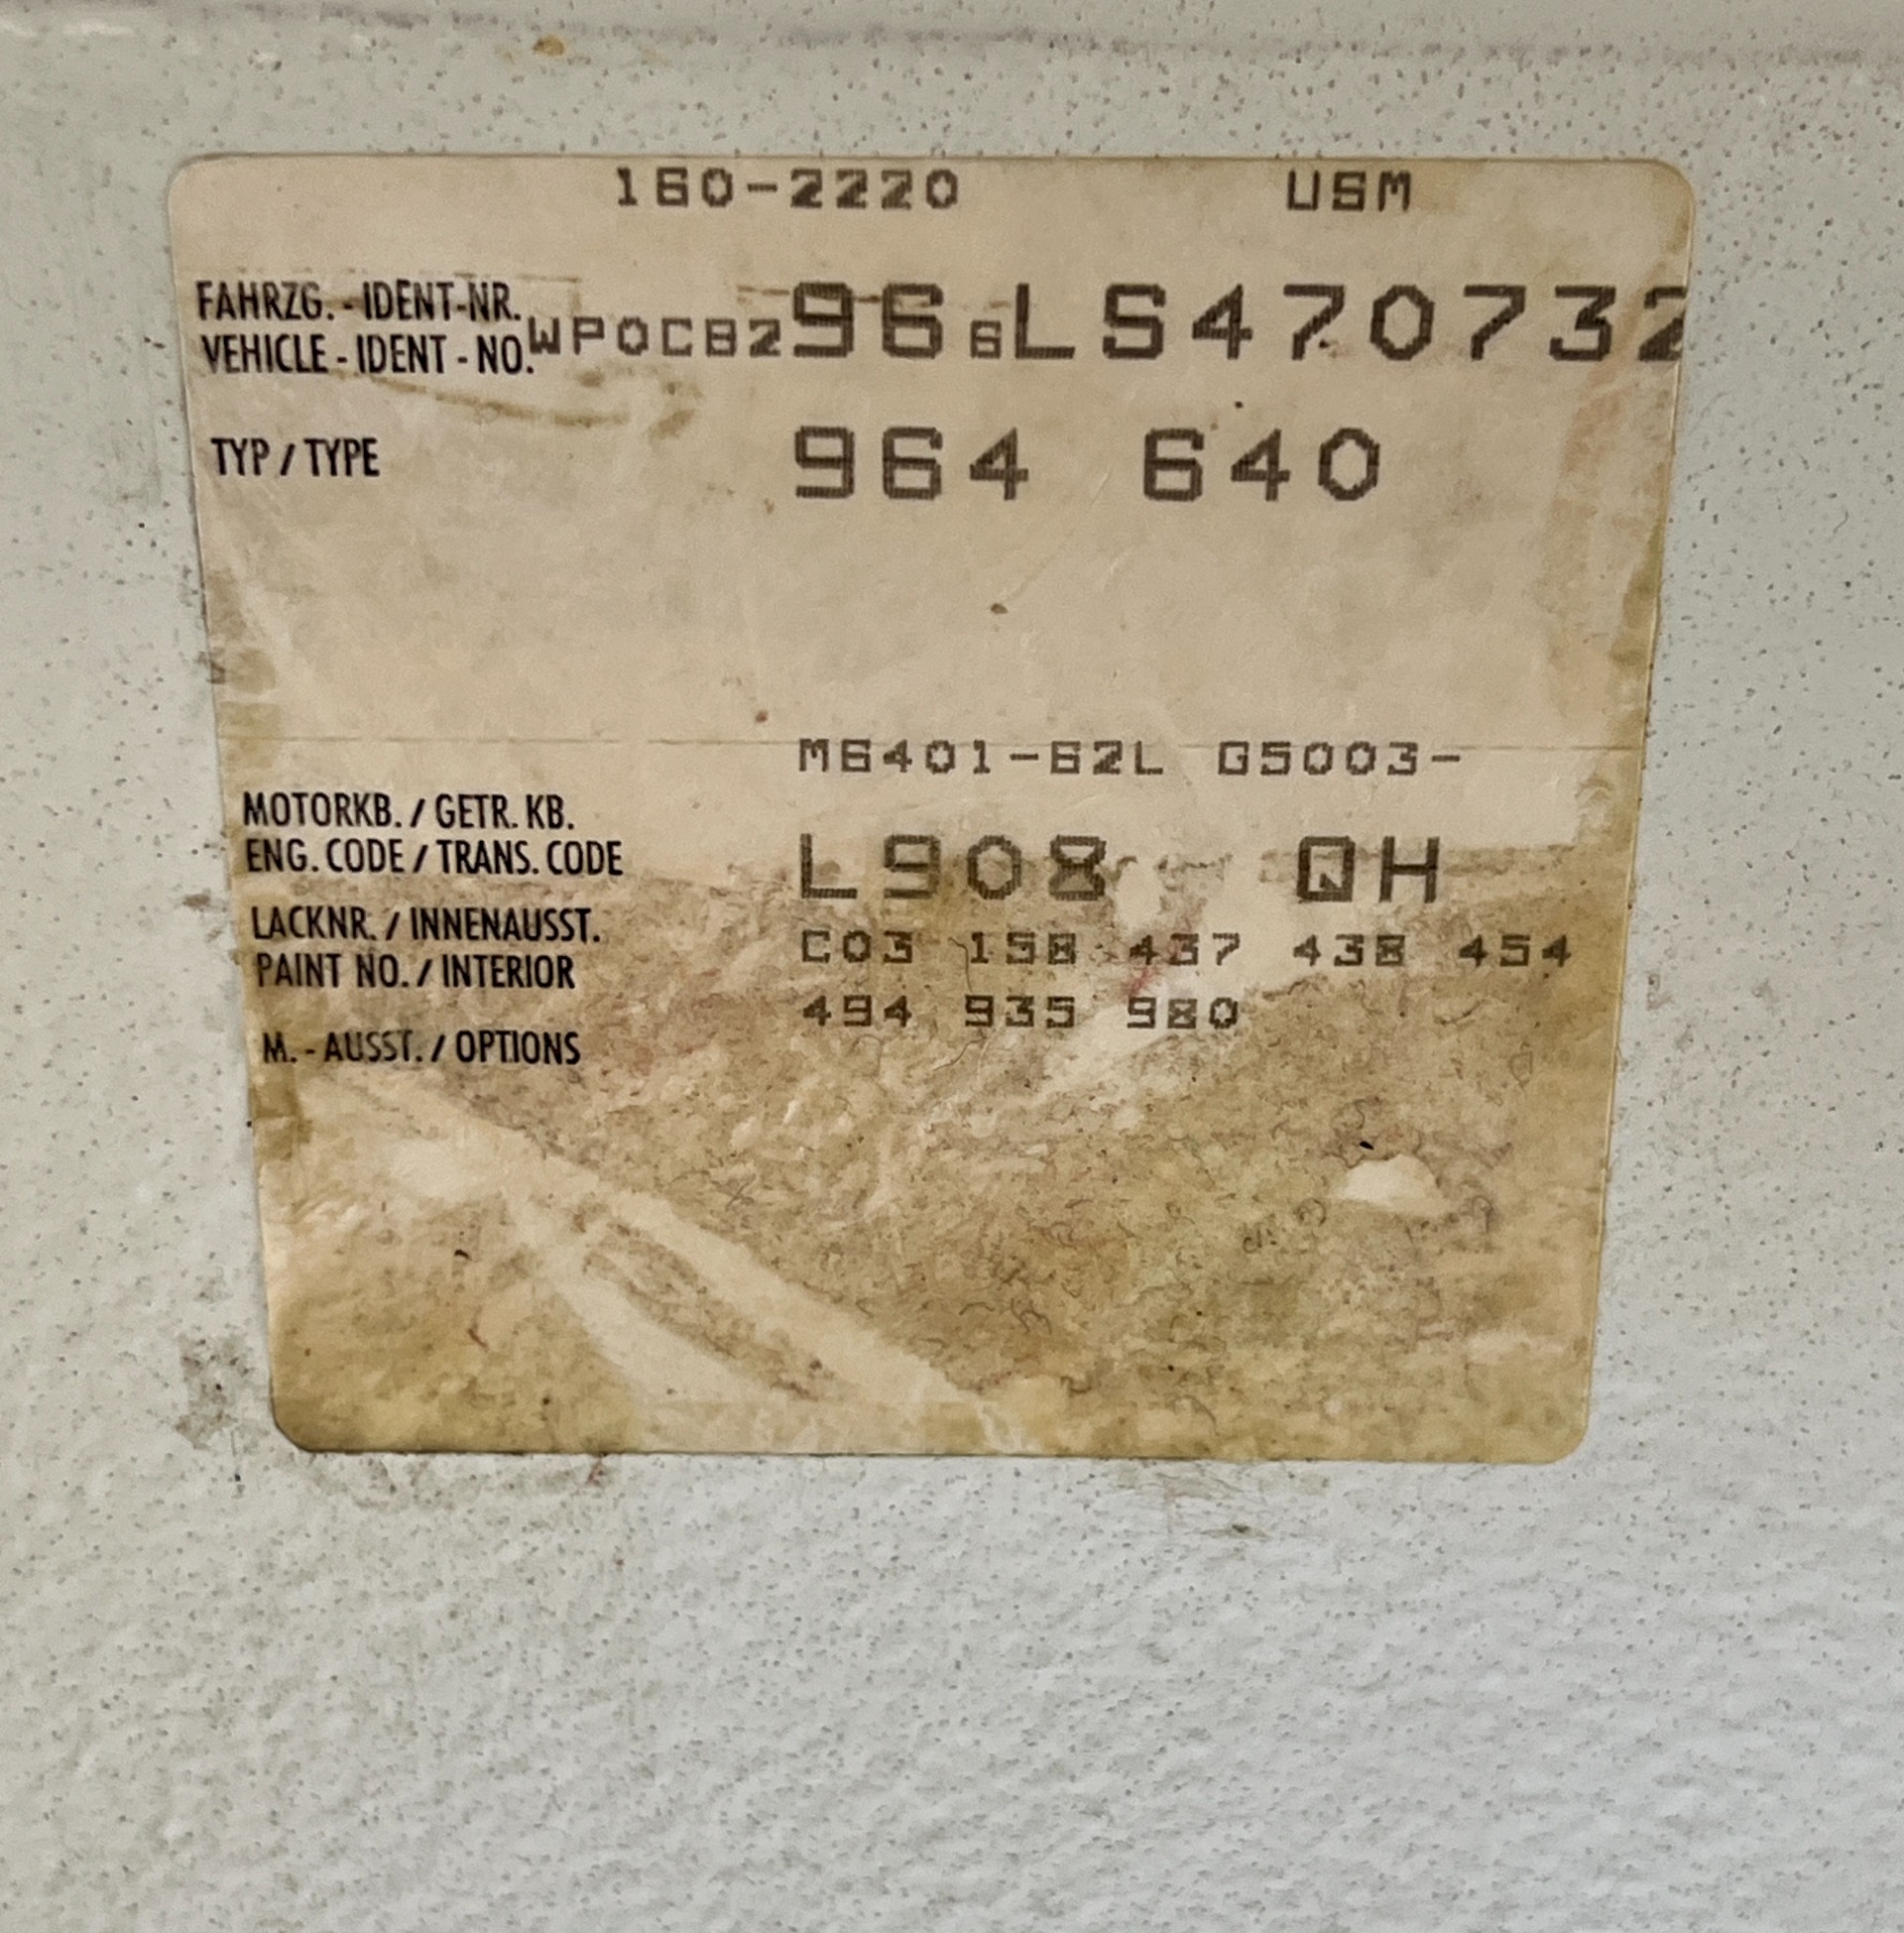 160-2220 USM
FAHRZG. - IDENT-NR.
VEHICLE - IDENT - NO. WP0CB2966LS470732
TYP / TYPE 964 640
M6401-62L G5003-
MOTORKB. / GETR. KB.
ENG. CODE / TRANS. CODE
L908 QH
LACKNR. / INNENAUSST.
PAINT NO. / INTERIOR
C03 158 437 438 454
494 935 980
M. - AUSST. / OPTIONS